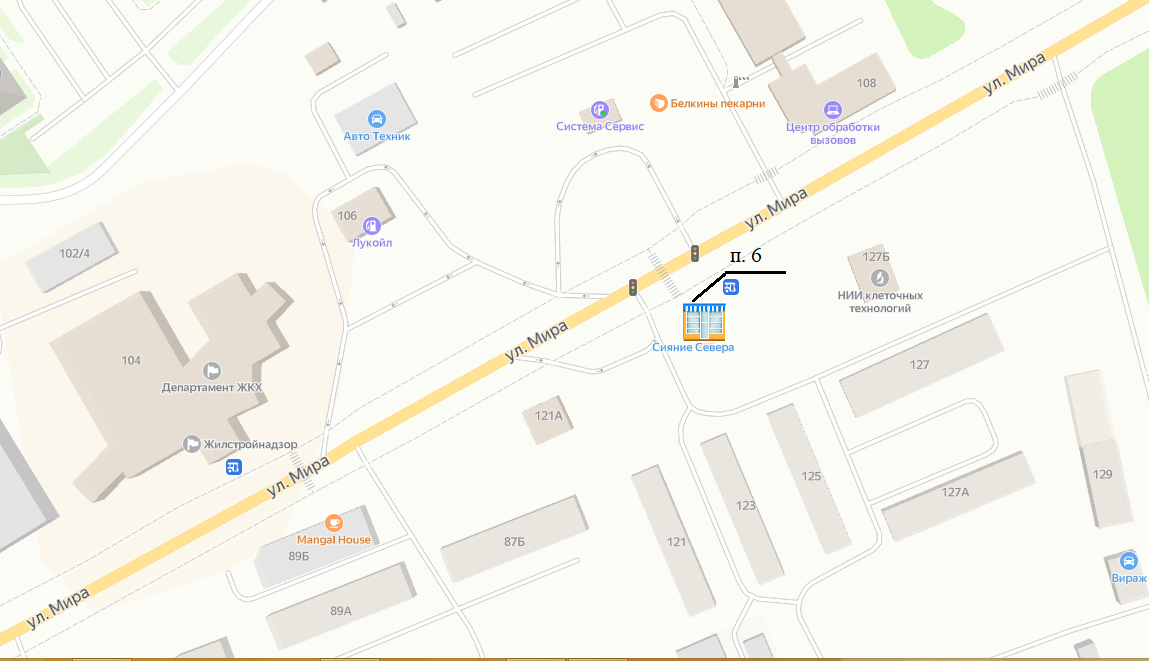 ул. Мира
108
Белкины пекарни
Система Сервис
Центр обработки
вызовов
Авто Техник
ул. Мира
106
Лукойл
102/4
п. 6
127Б
НИИ клеточных
технологий
ул. Мира
Сияние Севера
104
Департамент ЖКХ
127
121А
Жилстройнадзор
ул. Мира
125
129
123
127А
Mangal House
89Б
87Б
121
Вираж
ул. Мира
89А